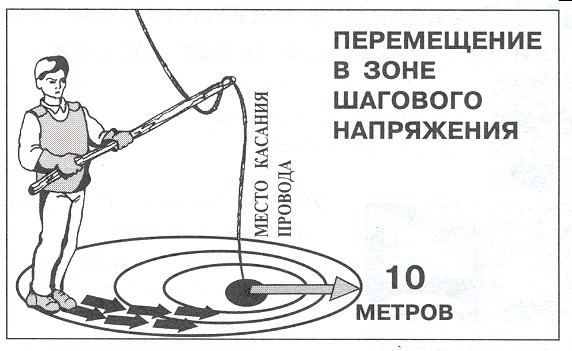 ПЕРЕМЕЩЕНИЕ
В ЗОНЕ
ШАГОВОГО
НАПРЯЖЕНИЯ
МЕСТО КАСАНИЯ
ПРОВОДА
10
МЕТРОВ